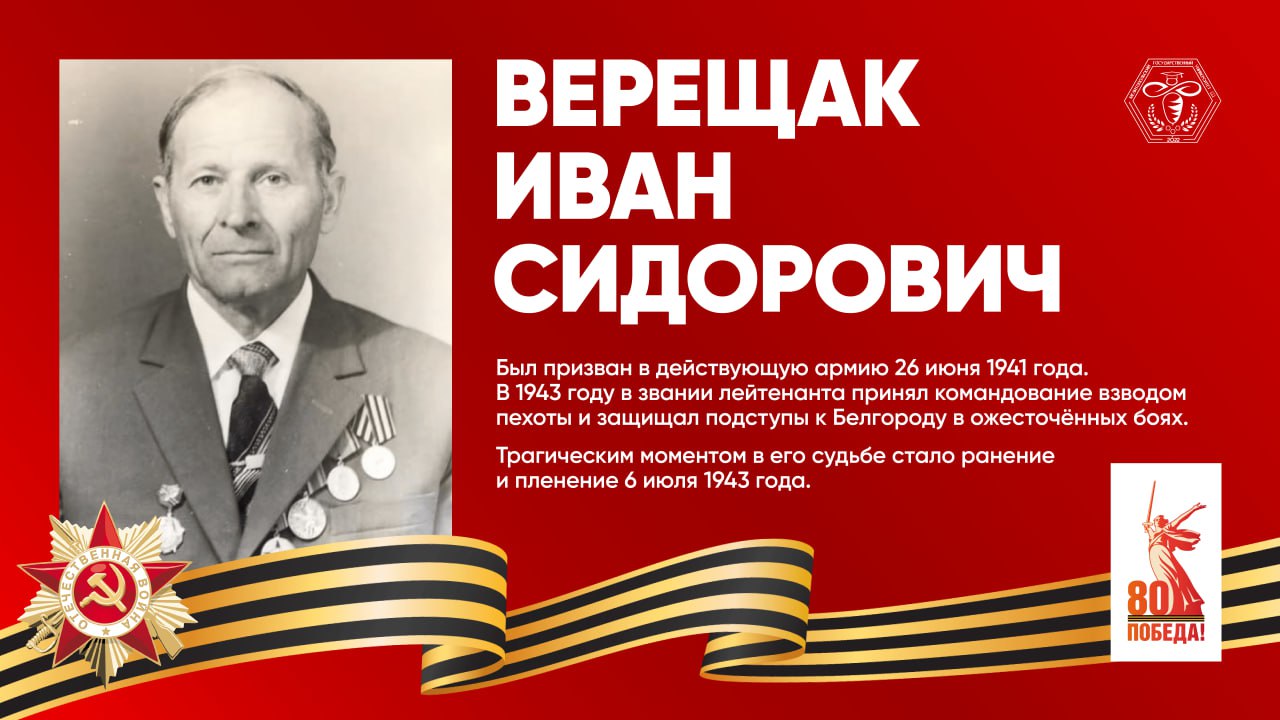 ВЕРЕЩАК
ИВАН
СИДОРОВИЧ
Был призван в действующую армию 26 июня 1941 года.
В 1943 году в звании лейтенанта принял командование взводом
пехоты и защищал подступы к Белгороду в ожесточённых боях.
Трагическим моментом в его судьбе стало ранение
и пленение 6 июля 1943 года.
ОТЕЧЕСТВЕННАЯ ВОЙНА
80
ПОБЕДА!
ГОСУДАРСТВЕННЫЙ
2022